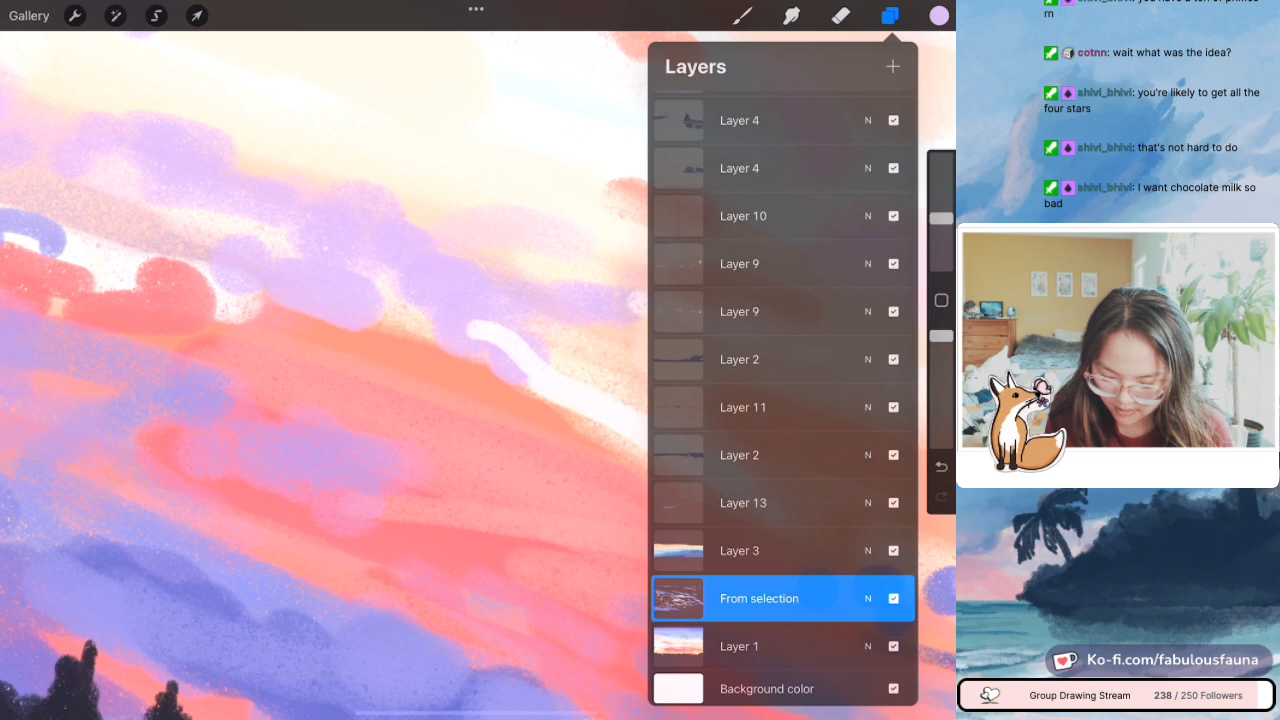 Gallery
Layers
Layer 4 N
Layer 4 N
Layer 10 N
Layer 9 N
Layer 9 N
Layer 2 N
Layer 11 N
Layer 2 N
Layer 13 N
Layer 3 N
From selection N
Layer 1 N
Background color
rn
cotnn: wait what was the idea?
shivi_bhivi: you're likely to get all the
four stars
shivi_bhivi: that's not hard to do
shivi_bhivi: I want chocolate milk so
bad
Ko-fi.com/fabulousfauna
Group Drawing Stream 238 / 250 Followers